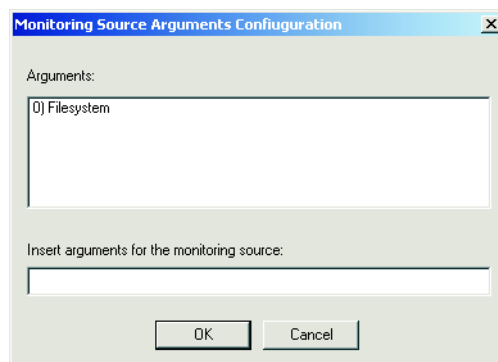 Monitoring Source Arguments Confiuguration
Arguments:
0) Filesystem
Insert arguments for the monitoring source:
OK
Cancel